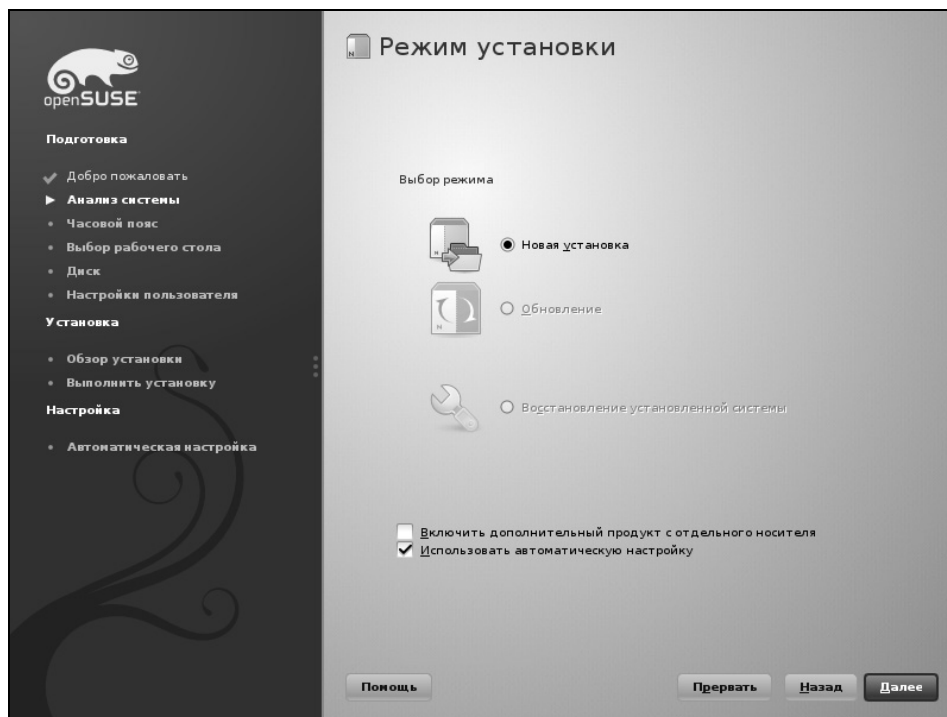 openSUSE
Подготовка
Добро пожаловать
Анализ системы
Часовой пояс
Выбор рабочего стола
Диск
Настройки пользователя
Установка
Обзор установки
Выполнить установку
Настройка
Автоматическая настройка
Режим установки
Выбор режима
Новая установка
Обновление
Восстановление установленной системы
Включить дополнительный продукт с отдельного носителя
Использовать автоматическую настройку
Помощь
Прервать
Назад
Далее